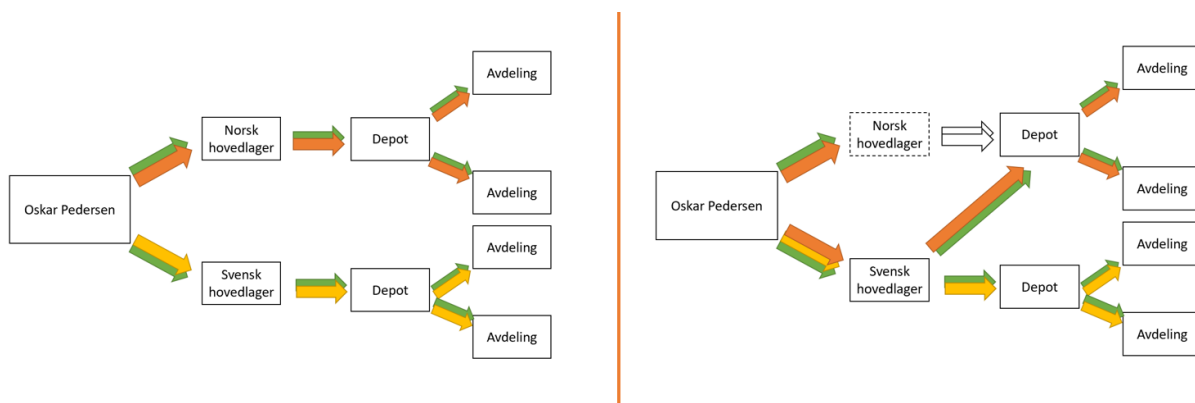 Oskar Pedersen
Norsk
hovedlager
Depot
Avdeling
Avdeling
Svensk
hovedlager
Depot
Avdeling
Avdeling
Oskar Pedersen
Norsk
hovedlager
Depot
Avdeling
Avdeling
Svensk
hovedlager
Depot
Avdeling
Avdeling